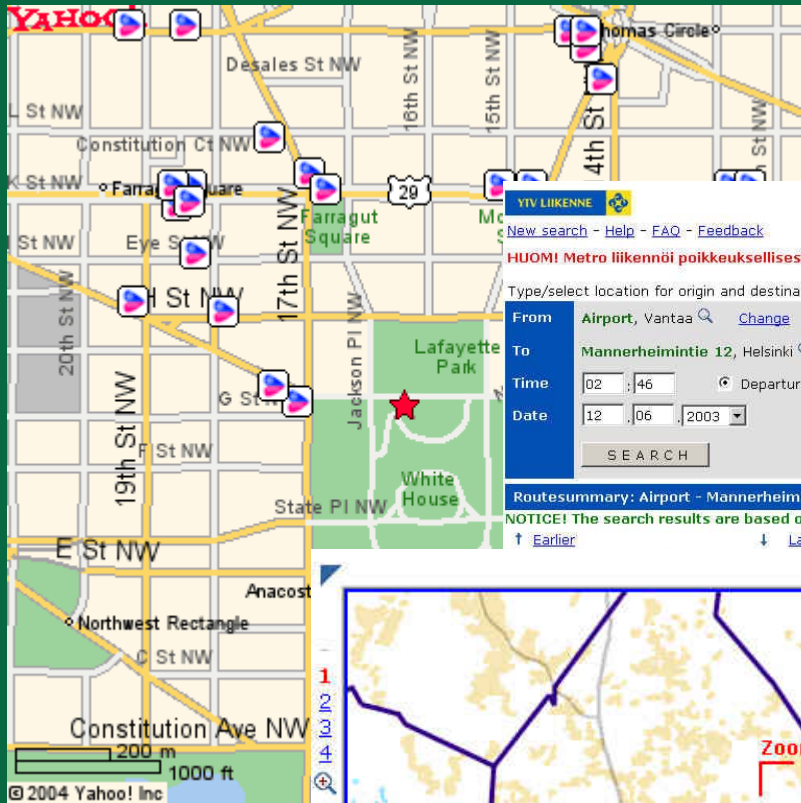 YAHOO!
Thomas Circle
Desales St NW
16th St NW
15th St NW
L St NW
Constitution Ct NW
4th St
St NW
K St NW
Farragut Square
29
17th St NW
Farragut
Square
I St NW
Eye St NW
H St NW
20th St NW
Jackson Pl NW
Lafayette
Park
G St NW
19th St NW
F St NW
White
House
State Pl NW
E St NW
Anacost
Northwest Rectangle
C St NW
Constitution Ave NW
200 m
1000 ft
© 2004 Yahoo! Inc
YTV LIIKENNE
New search - Help - FAQ - Feedback
HUOM! Metro liikennöi poikkeuksellises
Type/select location for origin and destina
From Airport, Vantaa Change
To Mannerheimintie 12, Helsinki
Time 02 : 46 Departur
Date 12 .06 .2003
SEARCH
Routesummary: Airport - Mannerheim
NOTICE! The search results are based o
↑ Earlier ↓ La
1
2
3
4
Zoo